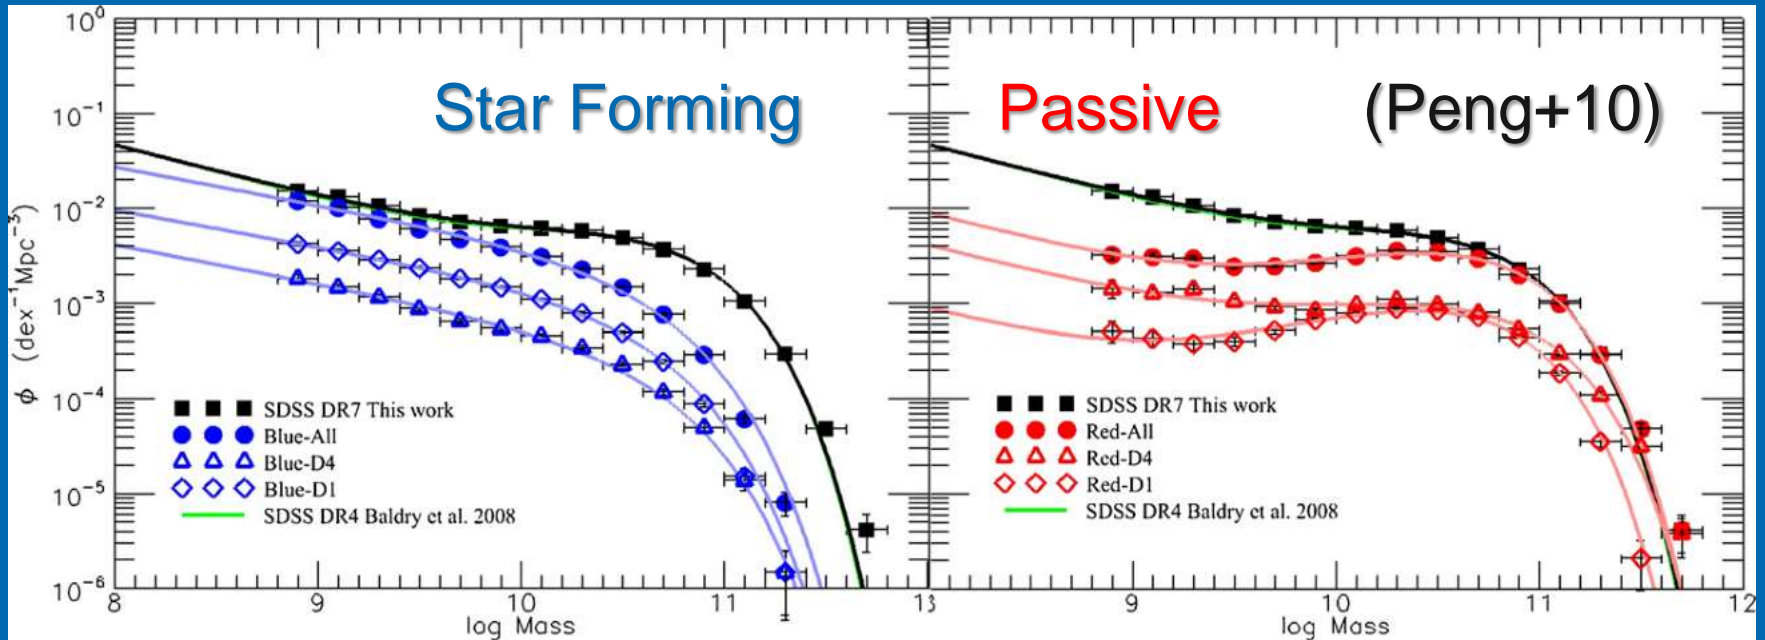 Star Forming
Passive
(Peng+10)
10⁰
10⁻¹
10⁻²
10⁻³
10⁻⁴
10⁻⁵
10⁻⁶
ϕ (dex⁻¹Mpc⁻³)
SDSS DR7 This work
Blue-All
Blue-D4
Blue-D1
SDSS DR4 Baldry et al. 2008
8
9
10
11
log Mass
SDSS DR7 This work
Red-All
Red-D4
Red-D1
SDSS DR4 Baldry et al. 2008
9
10
11
12
log Mass